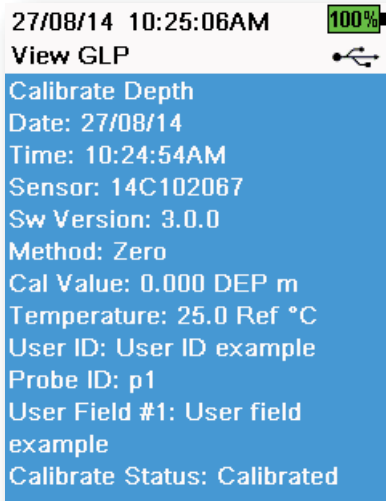 27/08/14 10:25:06AM 100%
View GLP
Calibrate Depth
Date: 27/08/14
Time: 10:24:54AM
Sensor: 14C102067
Sw Version: 3.0.0
Method: Zero
Cal Value: 0.000 DEP m
Temperature: 25.0 Ref °C
User ID: User ID example
Probe ID: p1
User Field #1: User field
example
Calibrate Status: Calibrated